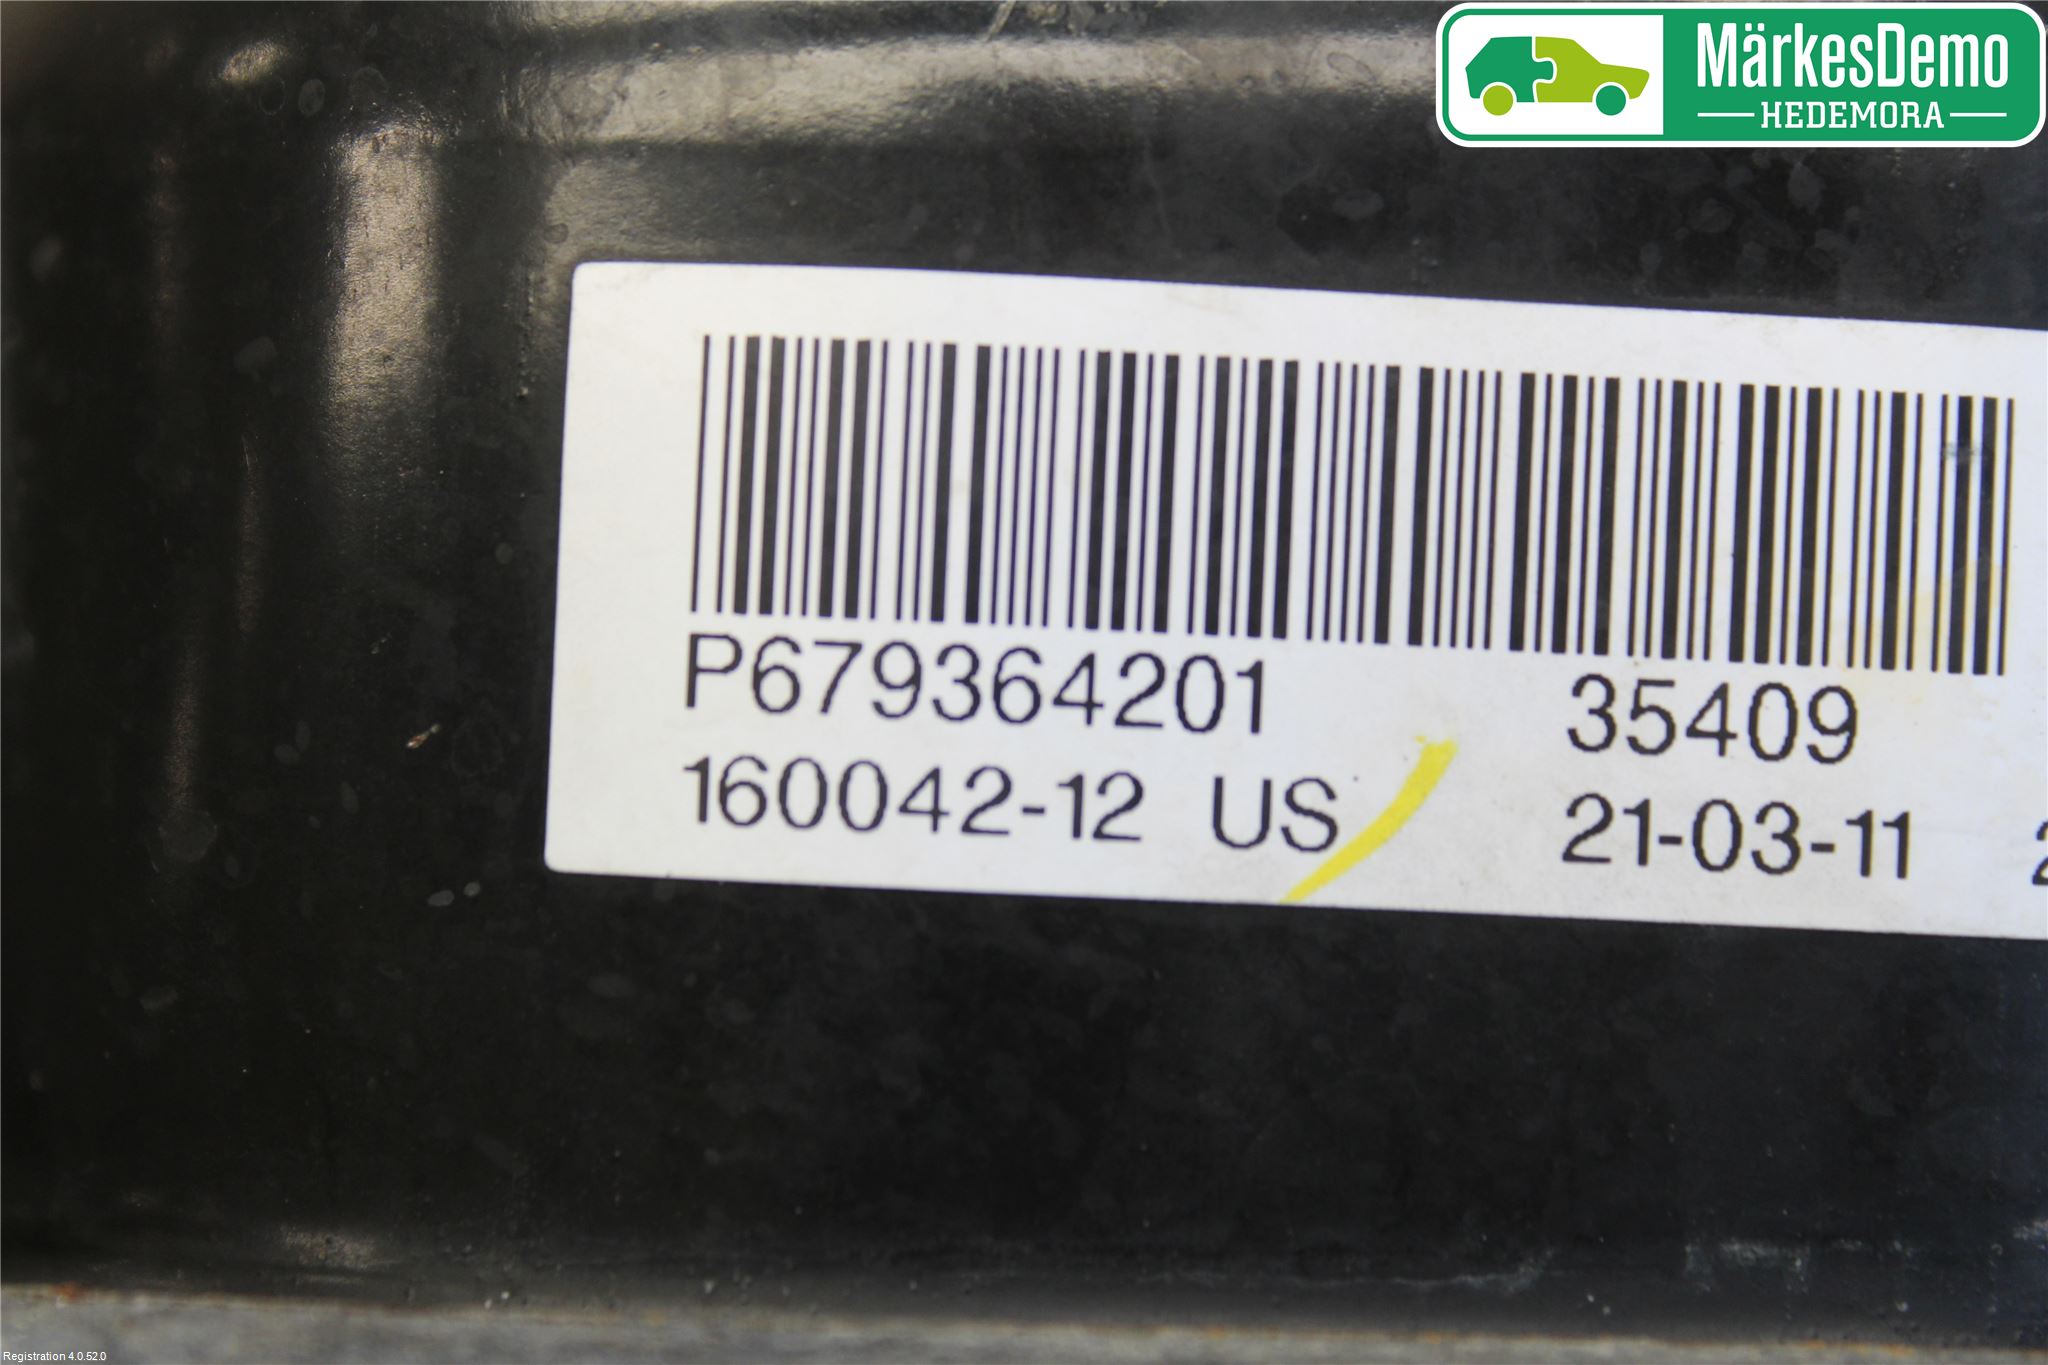 MärkesDemo
HEDEMORA
P679364201 35409
160042-12 US 21-03-11
Registration 4.0.52.0